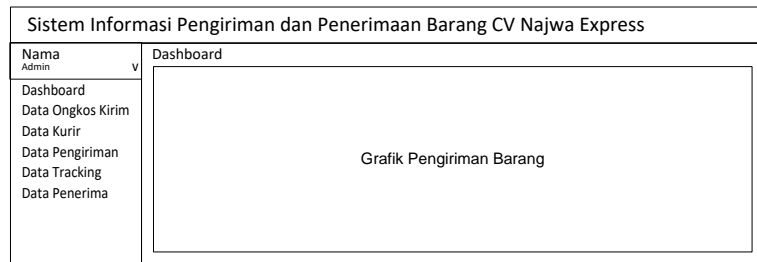 Sistem Informasi Pengiriman dan Penerimaan Barang CV Najwa Express
Nama
Admin v
Dashboard
Data Ongkos Kirim
Data Kurir
Data Pengiriman
Data Tracking
Data Penerima
Dashboard
Grafik Pengiriman Barang